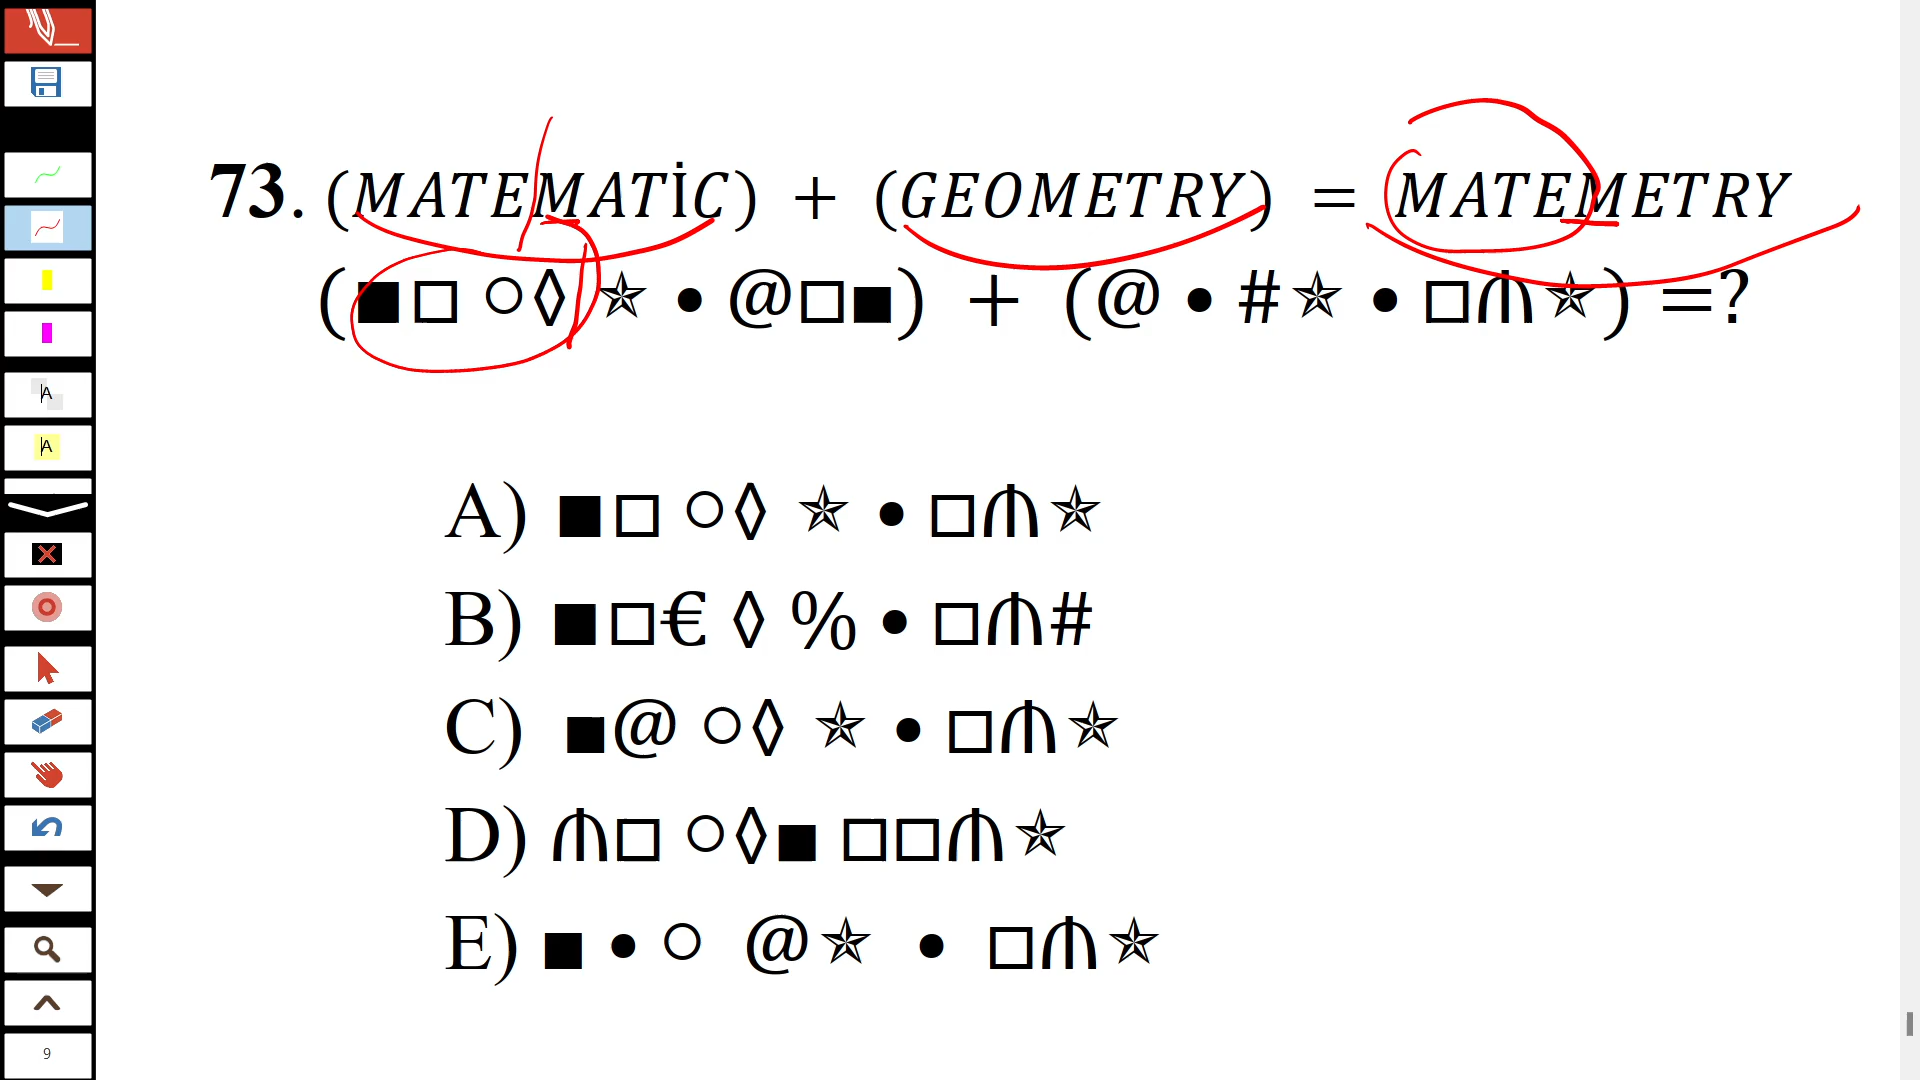 73. (MATEMATİC) + (GEOMETRY) = MATEMETRY
(■□ ○◊ ✯ • @□■) + (@ • #✯ • □₼✯) =?
A) ■□ ○◊ ✯ • □₼✯
B) ■□€ ◊ % • □₼#
C) ■@ ○◊ ✯ • □₼✯
D) ₼□ ○◊■ □□₼✯
E) ■ • ○ @✯ • □₼✯
A
A
9